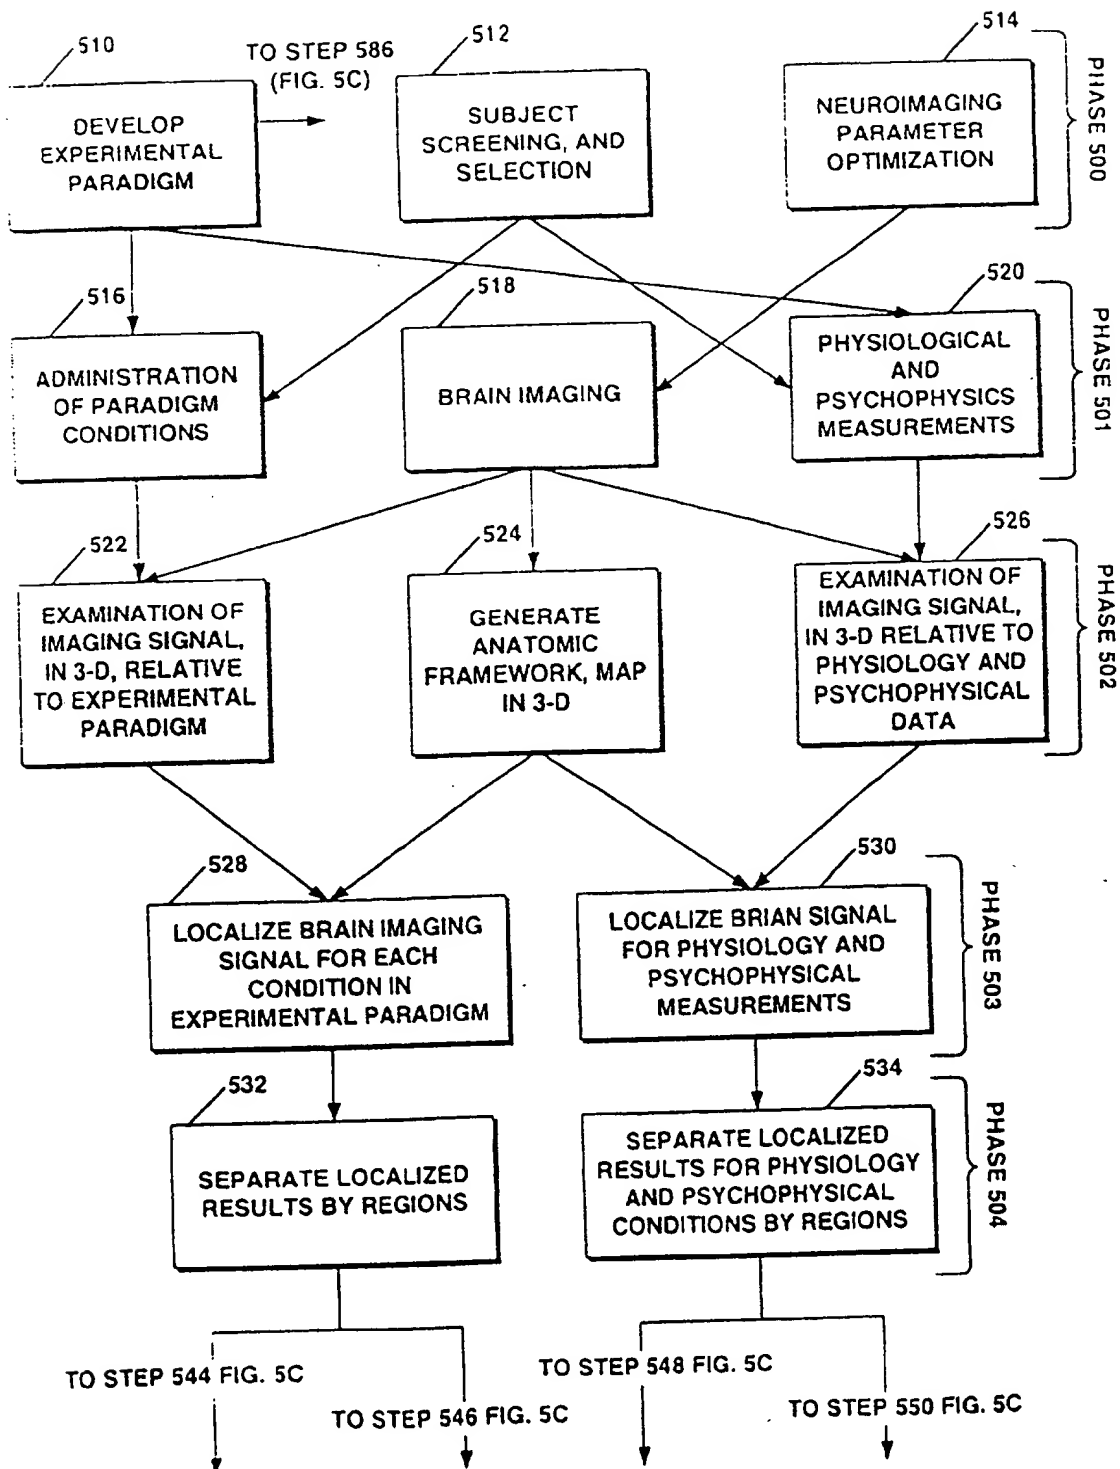 510
TO STEP 586
(FIG. 5C)
512
514
DEVELOP
EXPERIMENTAL
PARADIGM
SUBJECT
SCREENING, AND
SELECTION
NEUROIMAGING
PARAMETER
OPTIMIZATION
PHASE 500
516
518
520
ADMINISTRATION
OF PARADIGM
CONDITIONS
BRAIN IMAGING
PHYSIOLOGICAL
AND
PSYCHOPHYSICS
MEASUREMENTS
PHASE 501
522
524
526
EXAMINATION OF
IMAGING SIGNAL,
IN 3-D, RELATIVE
TO EXPERIMENTAL
PARADIGM
GENERATE
ANATOMIC
FRAMEWORK, MAP
IN 3-D
EXAMINATION OF
IMAGING SIGNAL,
IN 3-D RELATIVE TO
PHYSIOLOGY AND
PSYCHOPHYSICAL
DATA
PHASE 502
528
530
LOCALIZE BRAIN IMAGING
SIGNAL FOR EACH
CONDITION IN
EXPERIMENTAL PARADIGM
LOCALIZE BRIAN SIGNAL
FOR PHYSIOLOGY AND
PSYCHOPHYSICAL
MEASUREMENTS
PHASE 503
532
534
SEPARATE LOCALIZED
RESULTS BY REGIONS
SEPARATE LOCALIZED
RESULTS FOR PHYSIOLOGY
AND PSYCHOPHYSICAL
CONDITIONS BY REGIONS
PHASE 504
TO STEP 544 FIG. 5C
TO STEP 546 FIG. 5C
TO STEP 548 FIG. 5C
TO STEP 550 FIG. 5C